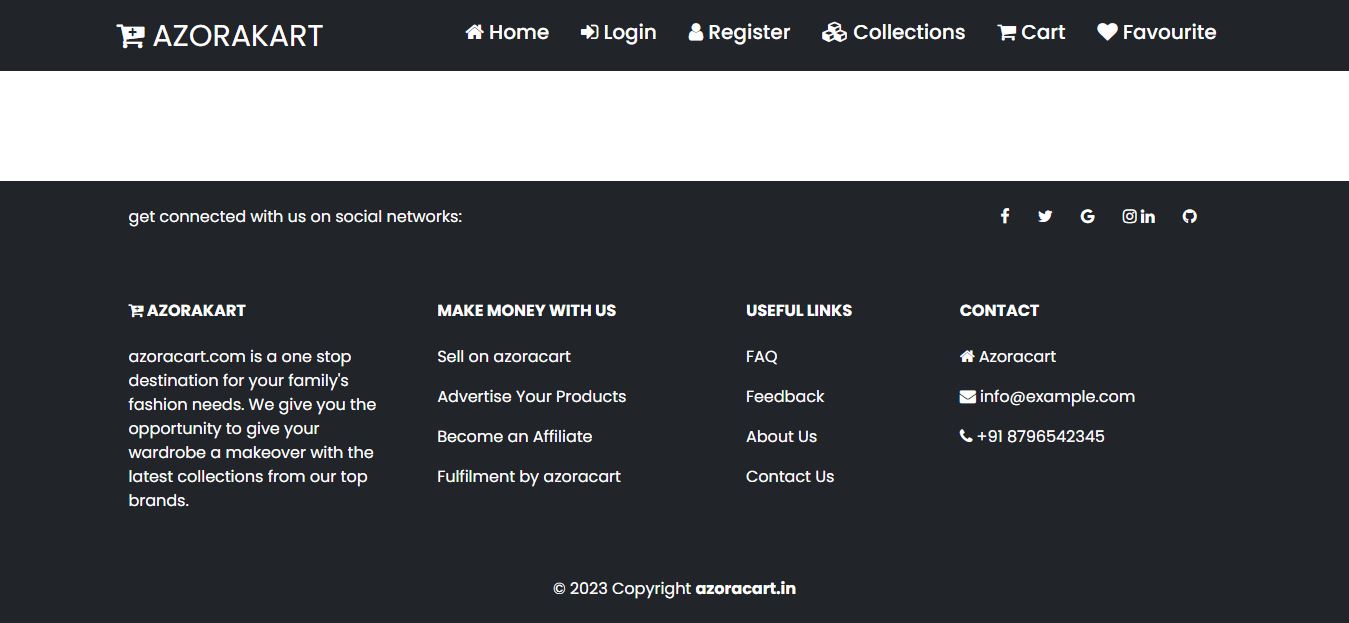 AZORAKART
Home Login Register Collections Cart Favourite
get connected with us on social networks:
AZORAKART
azoracart.com is a one stop
destination for your family's
fashion needs. We give you the
opportunity to give your
wardrobe a makeover with the
latest collections from our top
brands.
MAKE MONEY WITH US
Sell on azoracart
Advertise Your Products
Become an Affiliate
Fulfilment by azoracart
USEFUL LINKS
FAQ
Feedback
About Us
Contact Us
CONTACT
Azoracart
info@example.com
+91 8796542345
© 2023 Copyright azoracart.in